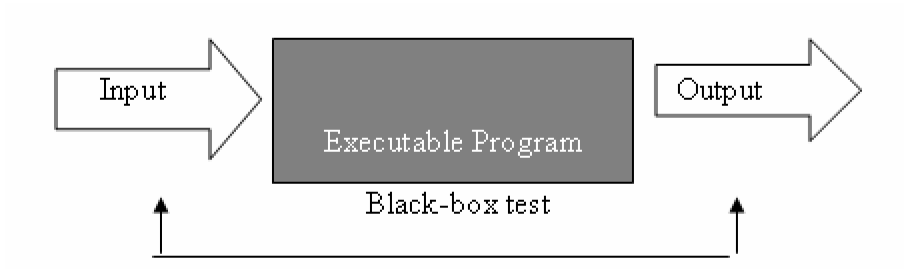 Input
Output
Executable Program
Black-box test